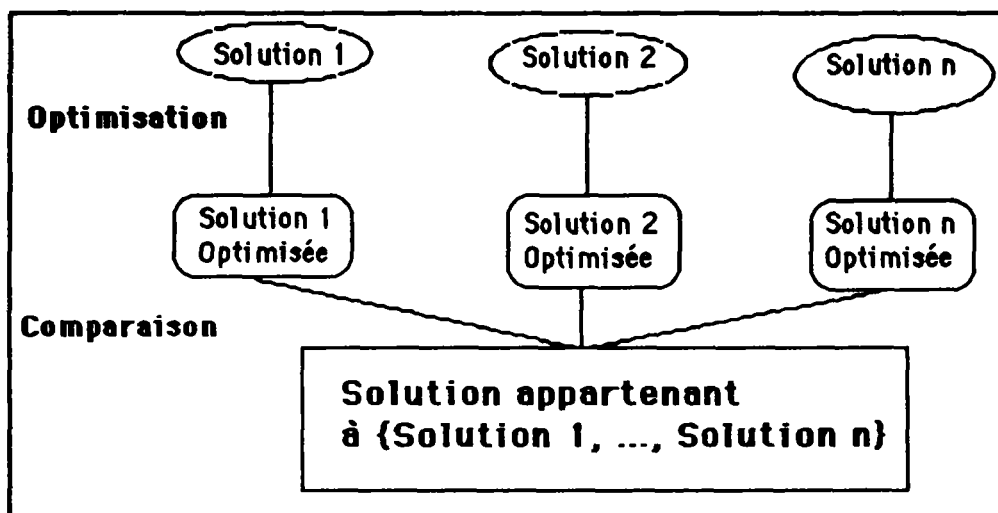 Solution 1
Solution 2
Solution n
Optimisation
Solution 1
Optimisée
Solution 2
Optimisée
Solution n
Optimisée
Comparaison
Solution appartenant
à {Solution 1, ..., Solution n}